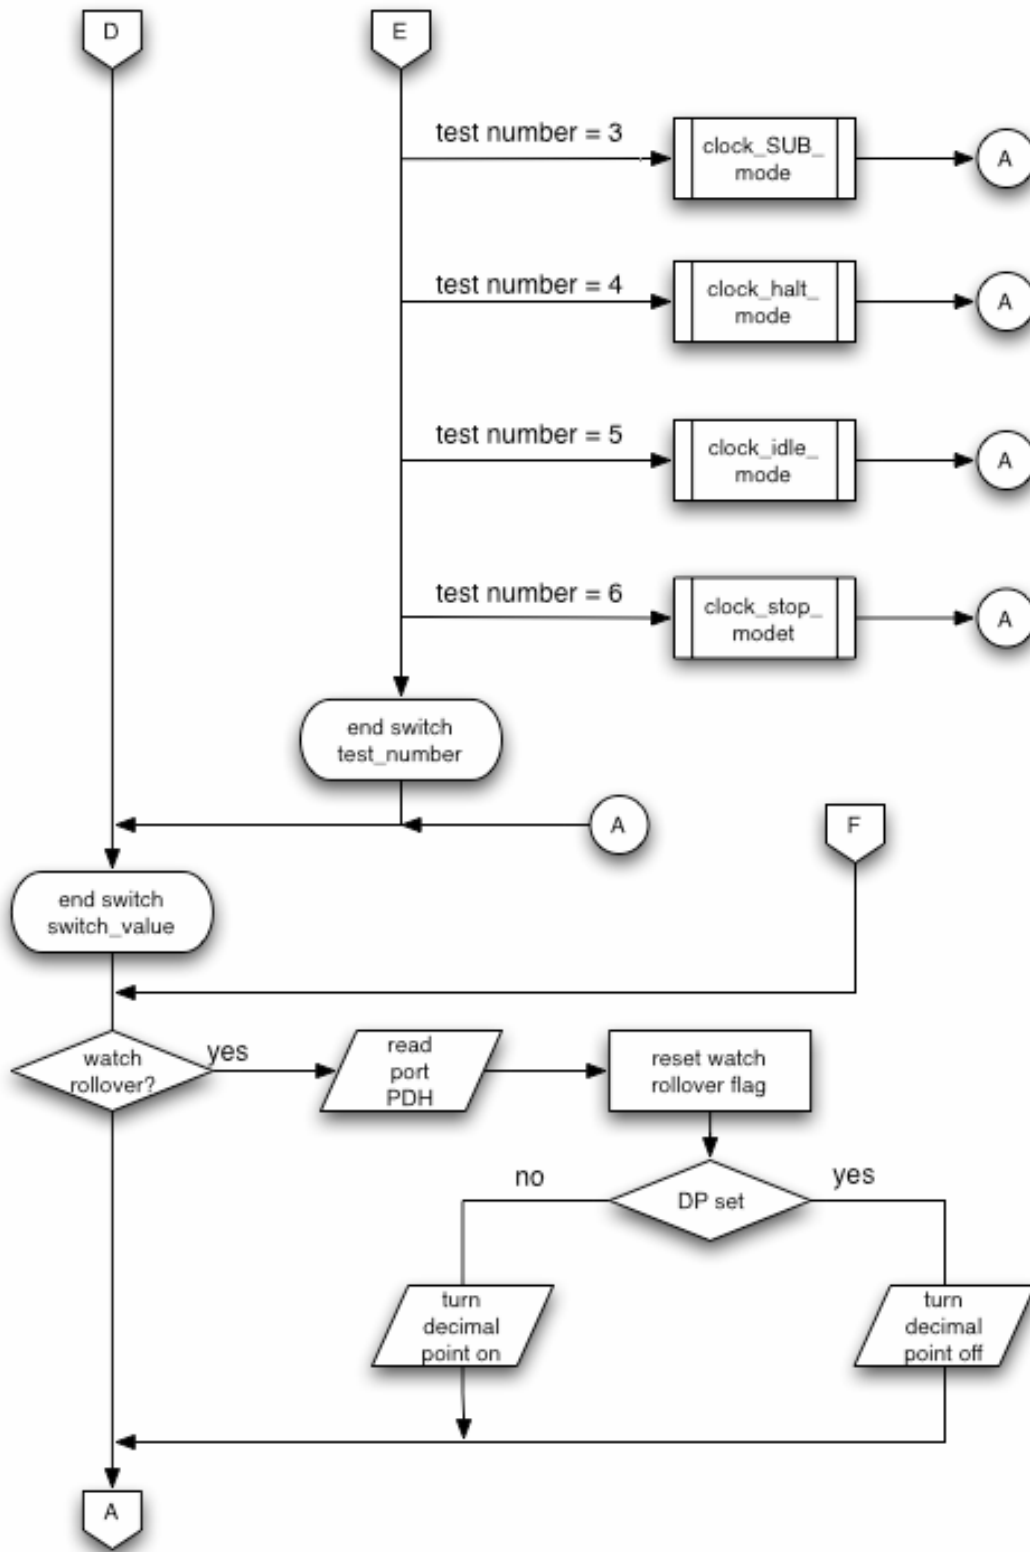 D
E
test number = 3
clock_SUB_
mode
A
test number = 4
clock_halt_
mode
A
test number = 5
clock_idle_
mode
A
test number = 6
clock_stop_
modet
A
end switch
test_number
A
F
end switch
switch_value
watch
rollover?
yes
read
port
PDH
reset watch
rollover flag
no
DP set
yes
turn
decimal
point on
turn
decimal
point off
A